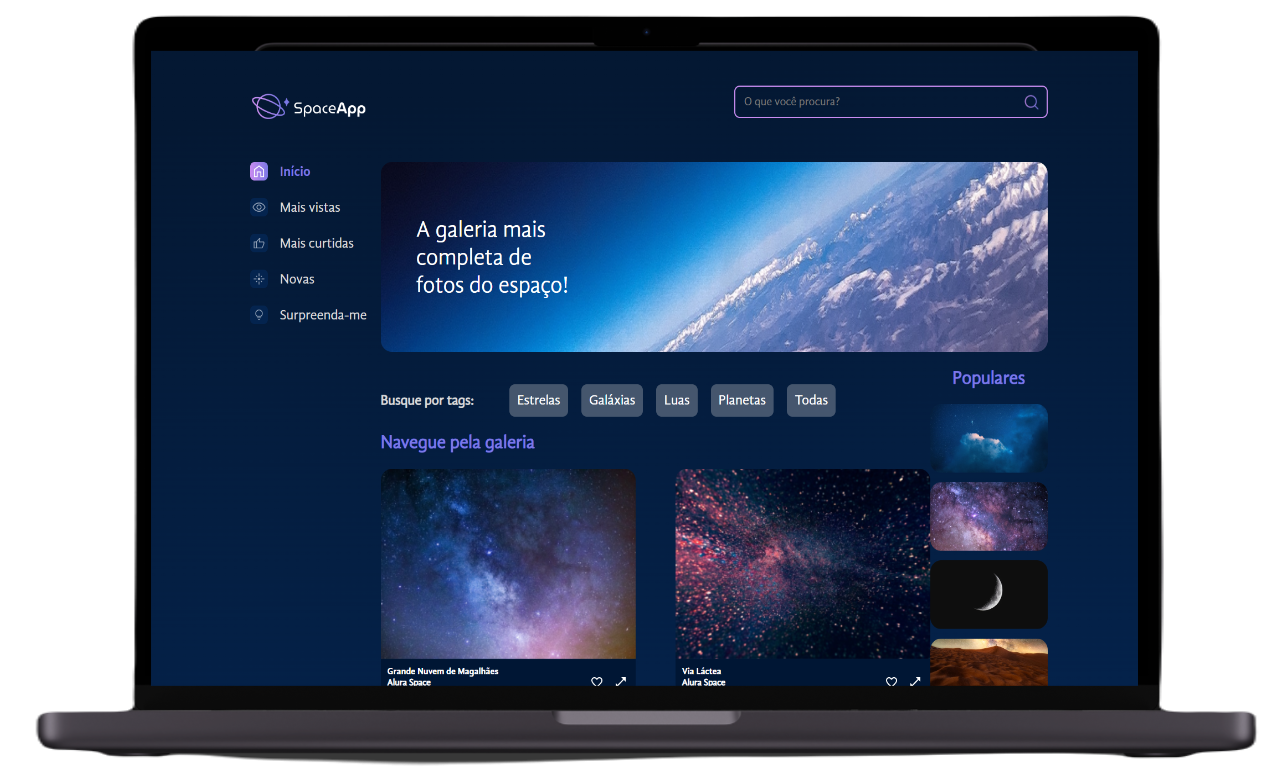 SpaceApp
O que você procura?
Início
Mais vistas
Mais curtidas
Novas
Surpreenda-me
A galeria mais
completa de
fotos do espaço!
Busque por tags:
Estrelas
Galáxias
Luas
Planetas
Todas
Navegue pela galeria
Grande Nuvem de Magalhães
Alura Space
Via Láctea
Alura Space
Populares